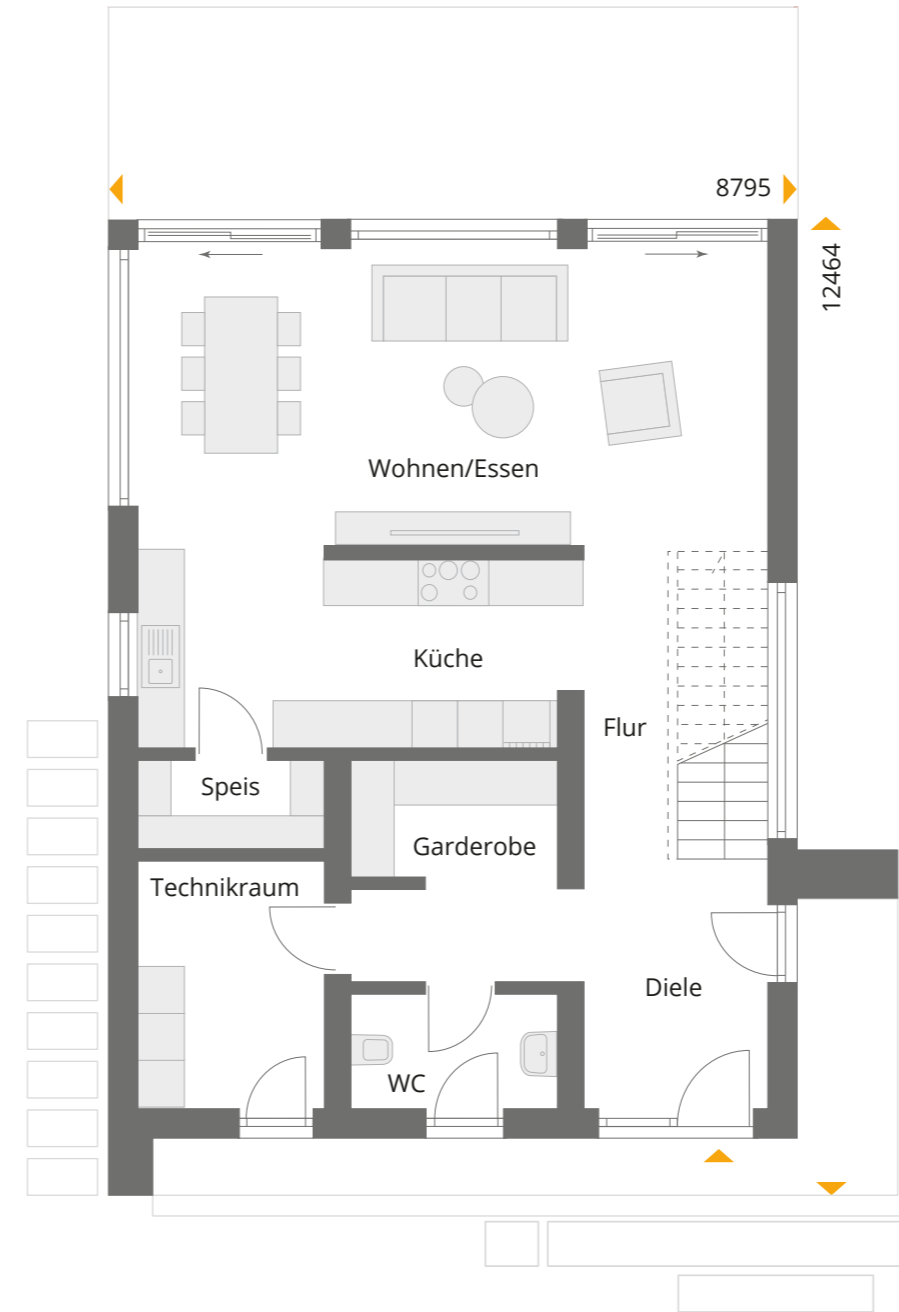 8795
12464
Wohnen/Essen
Küche
Flur
Speis
Garderobe
Technikraum
Diele
WC